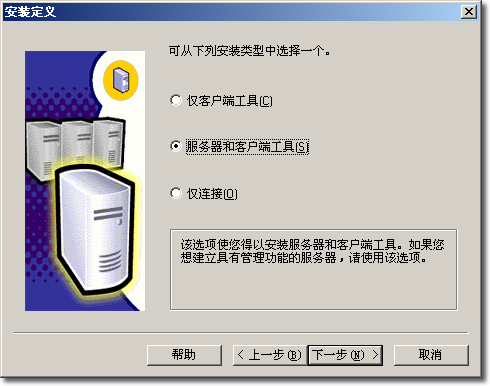 安装定义
可从下列安装类型中选择一个。
仅客户端工具(C)
服务器和客户端工具(S)
仅连接(O)
该选项使您得以安装服务器和客户端工具。如果您
想建立具有管理功能的服务器，请使用该选项。
帮助
< 上一步(B)
下一步(N) >
取消